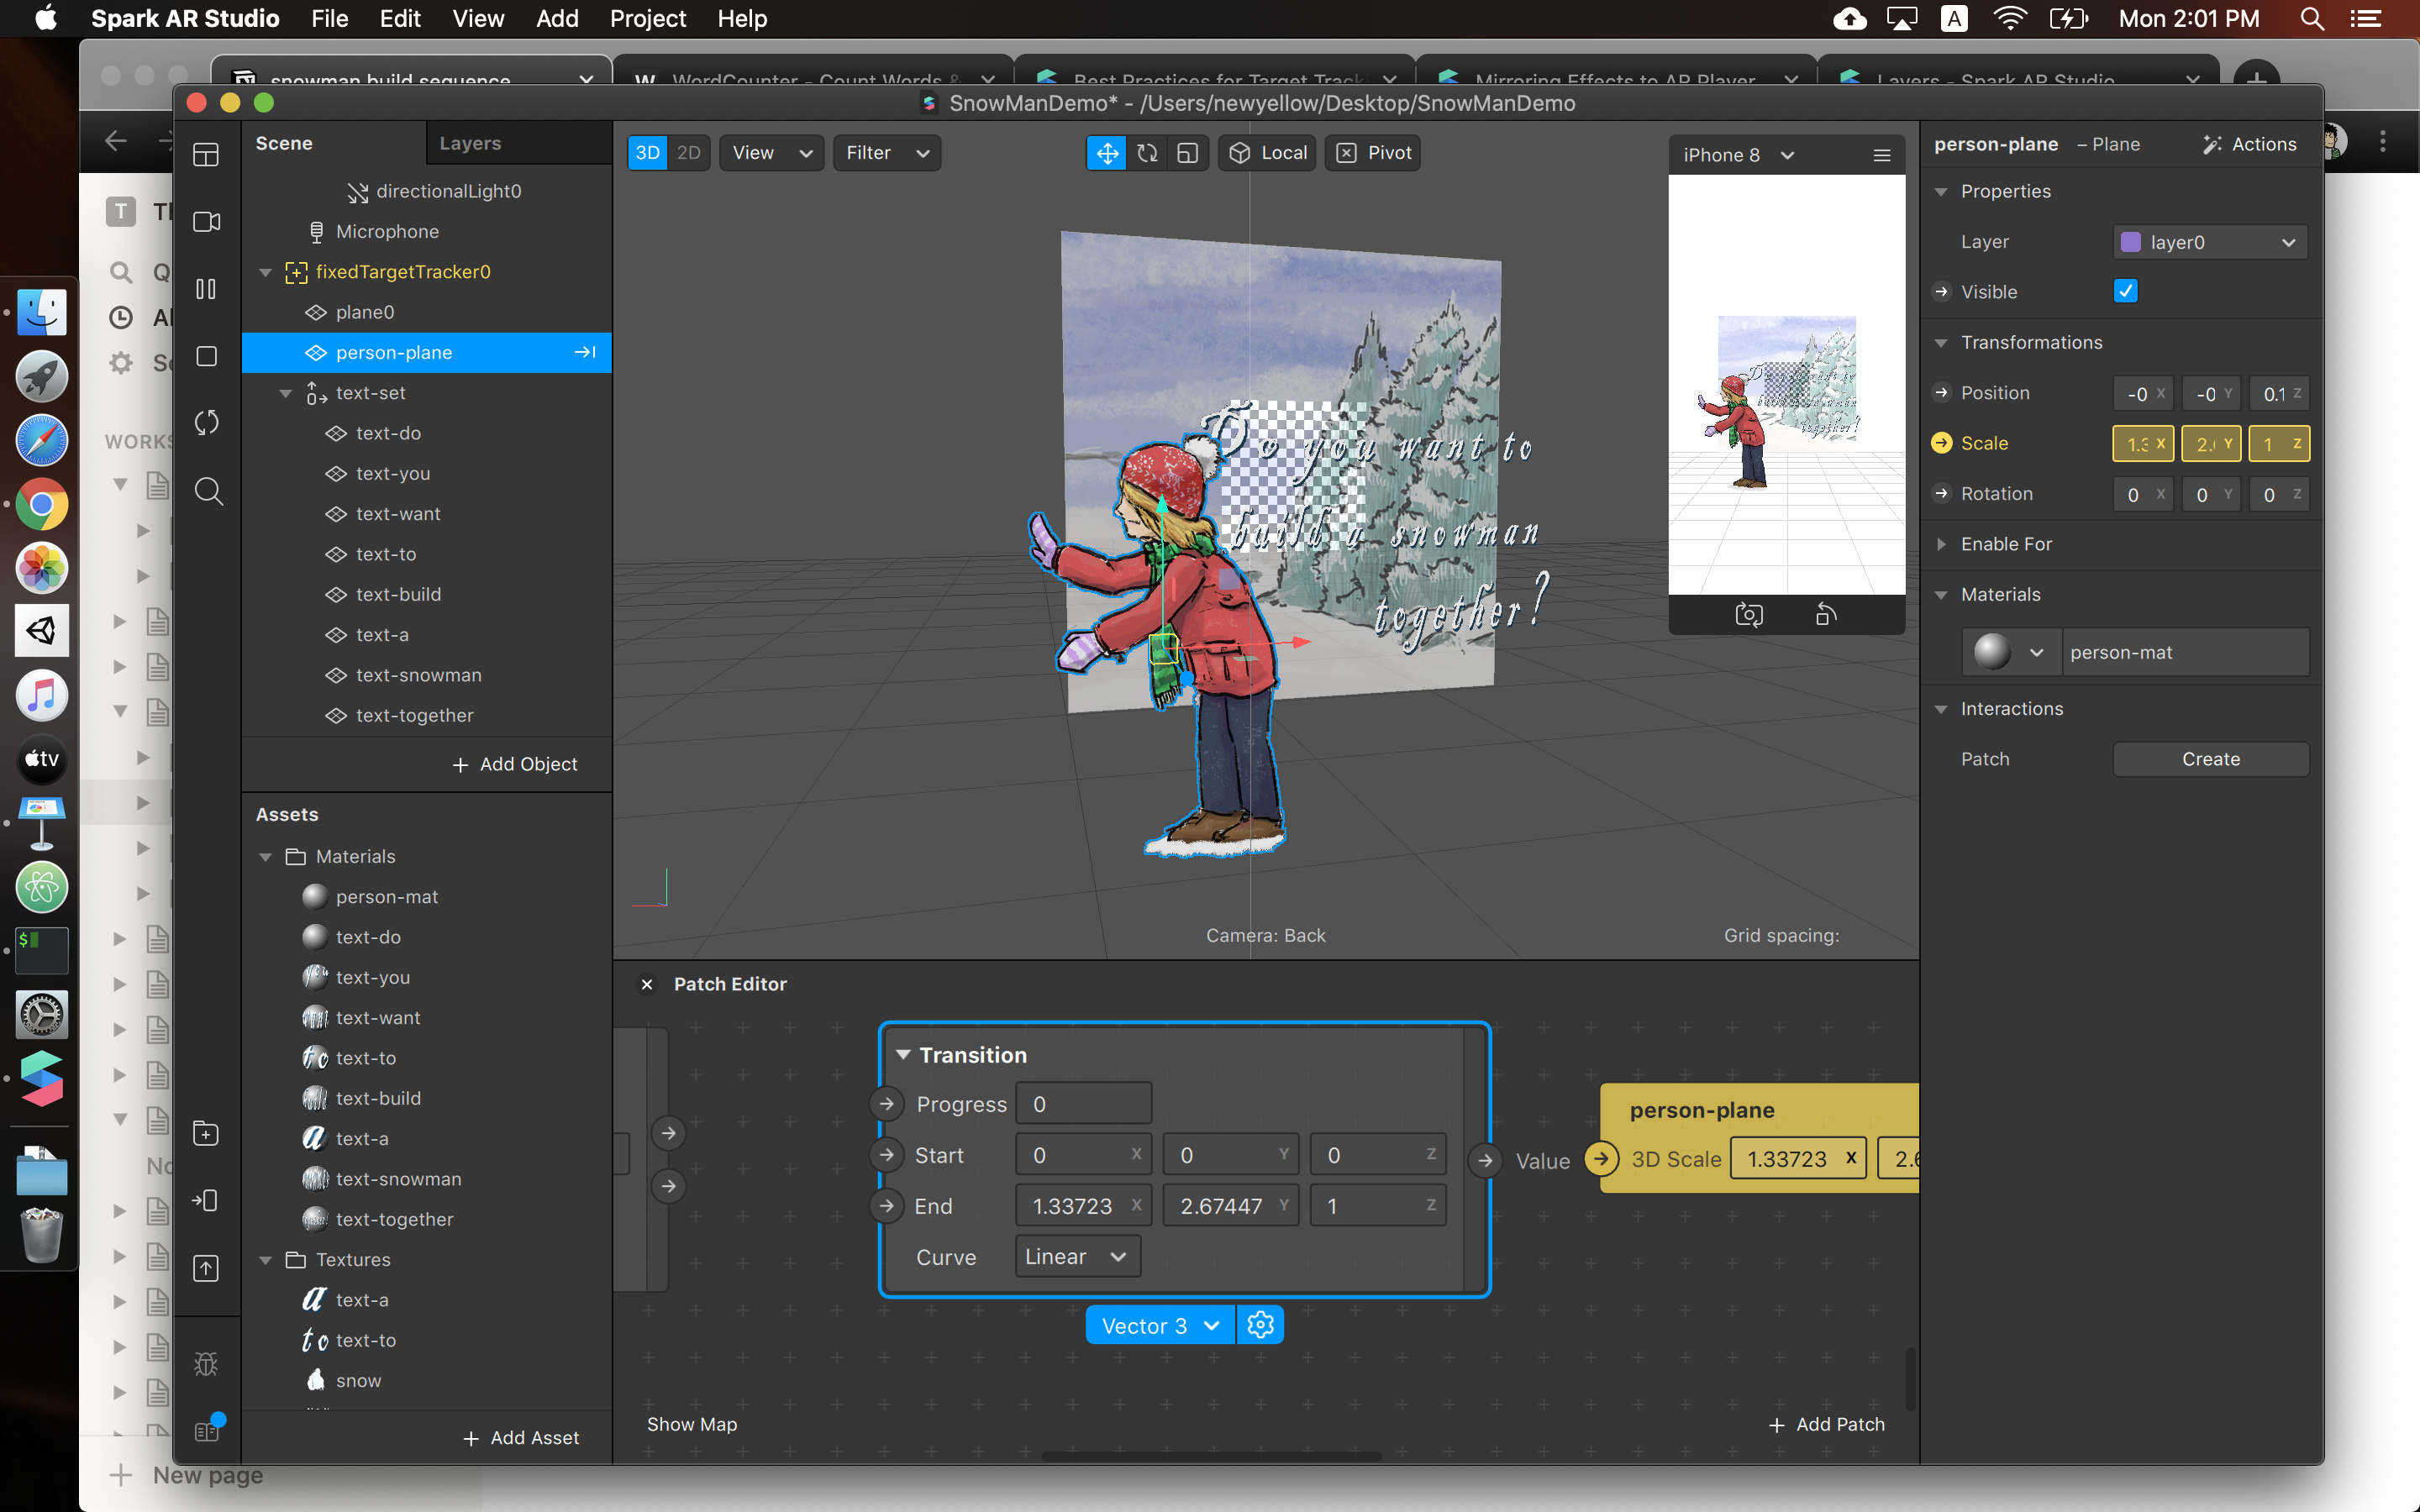 Spark AR Studio File Edit View Add Project Help A Mon 2:01 PM
snowman build sequence WordCounter - Count Words & Best Practices for Target Track Mirroring Effects to AR Player Layers - Spark AR Studio
SnowManDemo* - /Users/newyellow/Desktop/SnowManDemo
Scene Layers
directionalLight0
Microphone
fixedTargetTracker0
plane0
person-plane
text-set
text-do
text-you
text-want
text-to
text-build
text-a
text-snowman
text-together
+ Add Object
Assets
Materials
person-mat
text-do
text-you
text-want
text-to
text-build
text-a
text-snowman
text-together
Textures
text-a
text-to
snow
+ Add Asset
3D 2D View Filter Local Pivot
Do you want to
build a snowman
together?
Camera: Back Grid spacing:
iPhone 8
person-plane – Plane Actions
Properties
Layer layer0
Visible
Transformations
Position -0 X -0 Y 0.1 Z
Scale 1.3 X 2. Y 1 Z
Rotation 0 X 0 Y 0 Z
Enable For
Materials
person-mat
Interactions
Patch Create
Patch Editor
Transition
Progress 0
Start 0 X 0 Y 0 Z
End 1.33723 X 2.67447 Y 1 Z
Curve Linear
Value
Vector 3
person-plane
3D Scale 1.33723 X 2.6
Show Map + Add Patch
T
WORKS
tv
$
+ New page